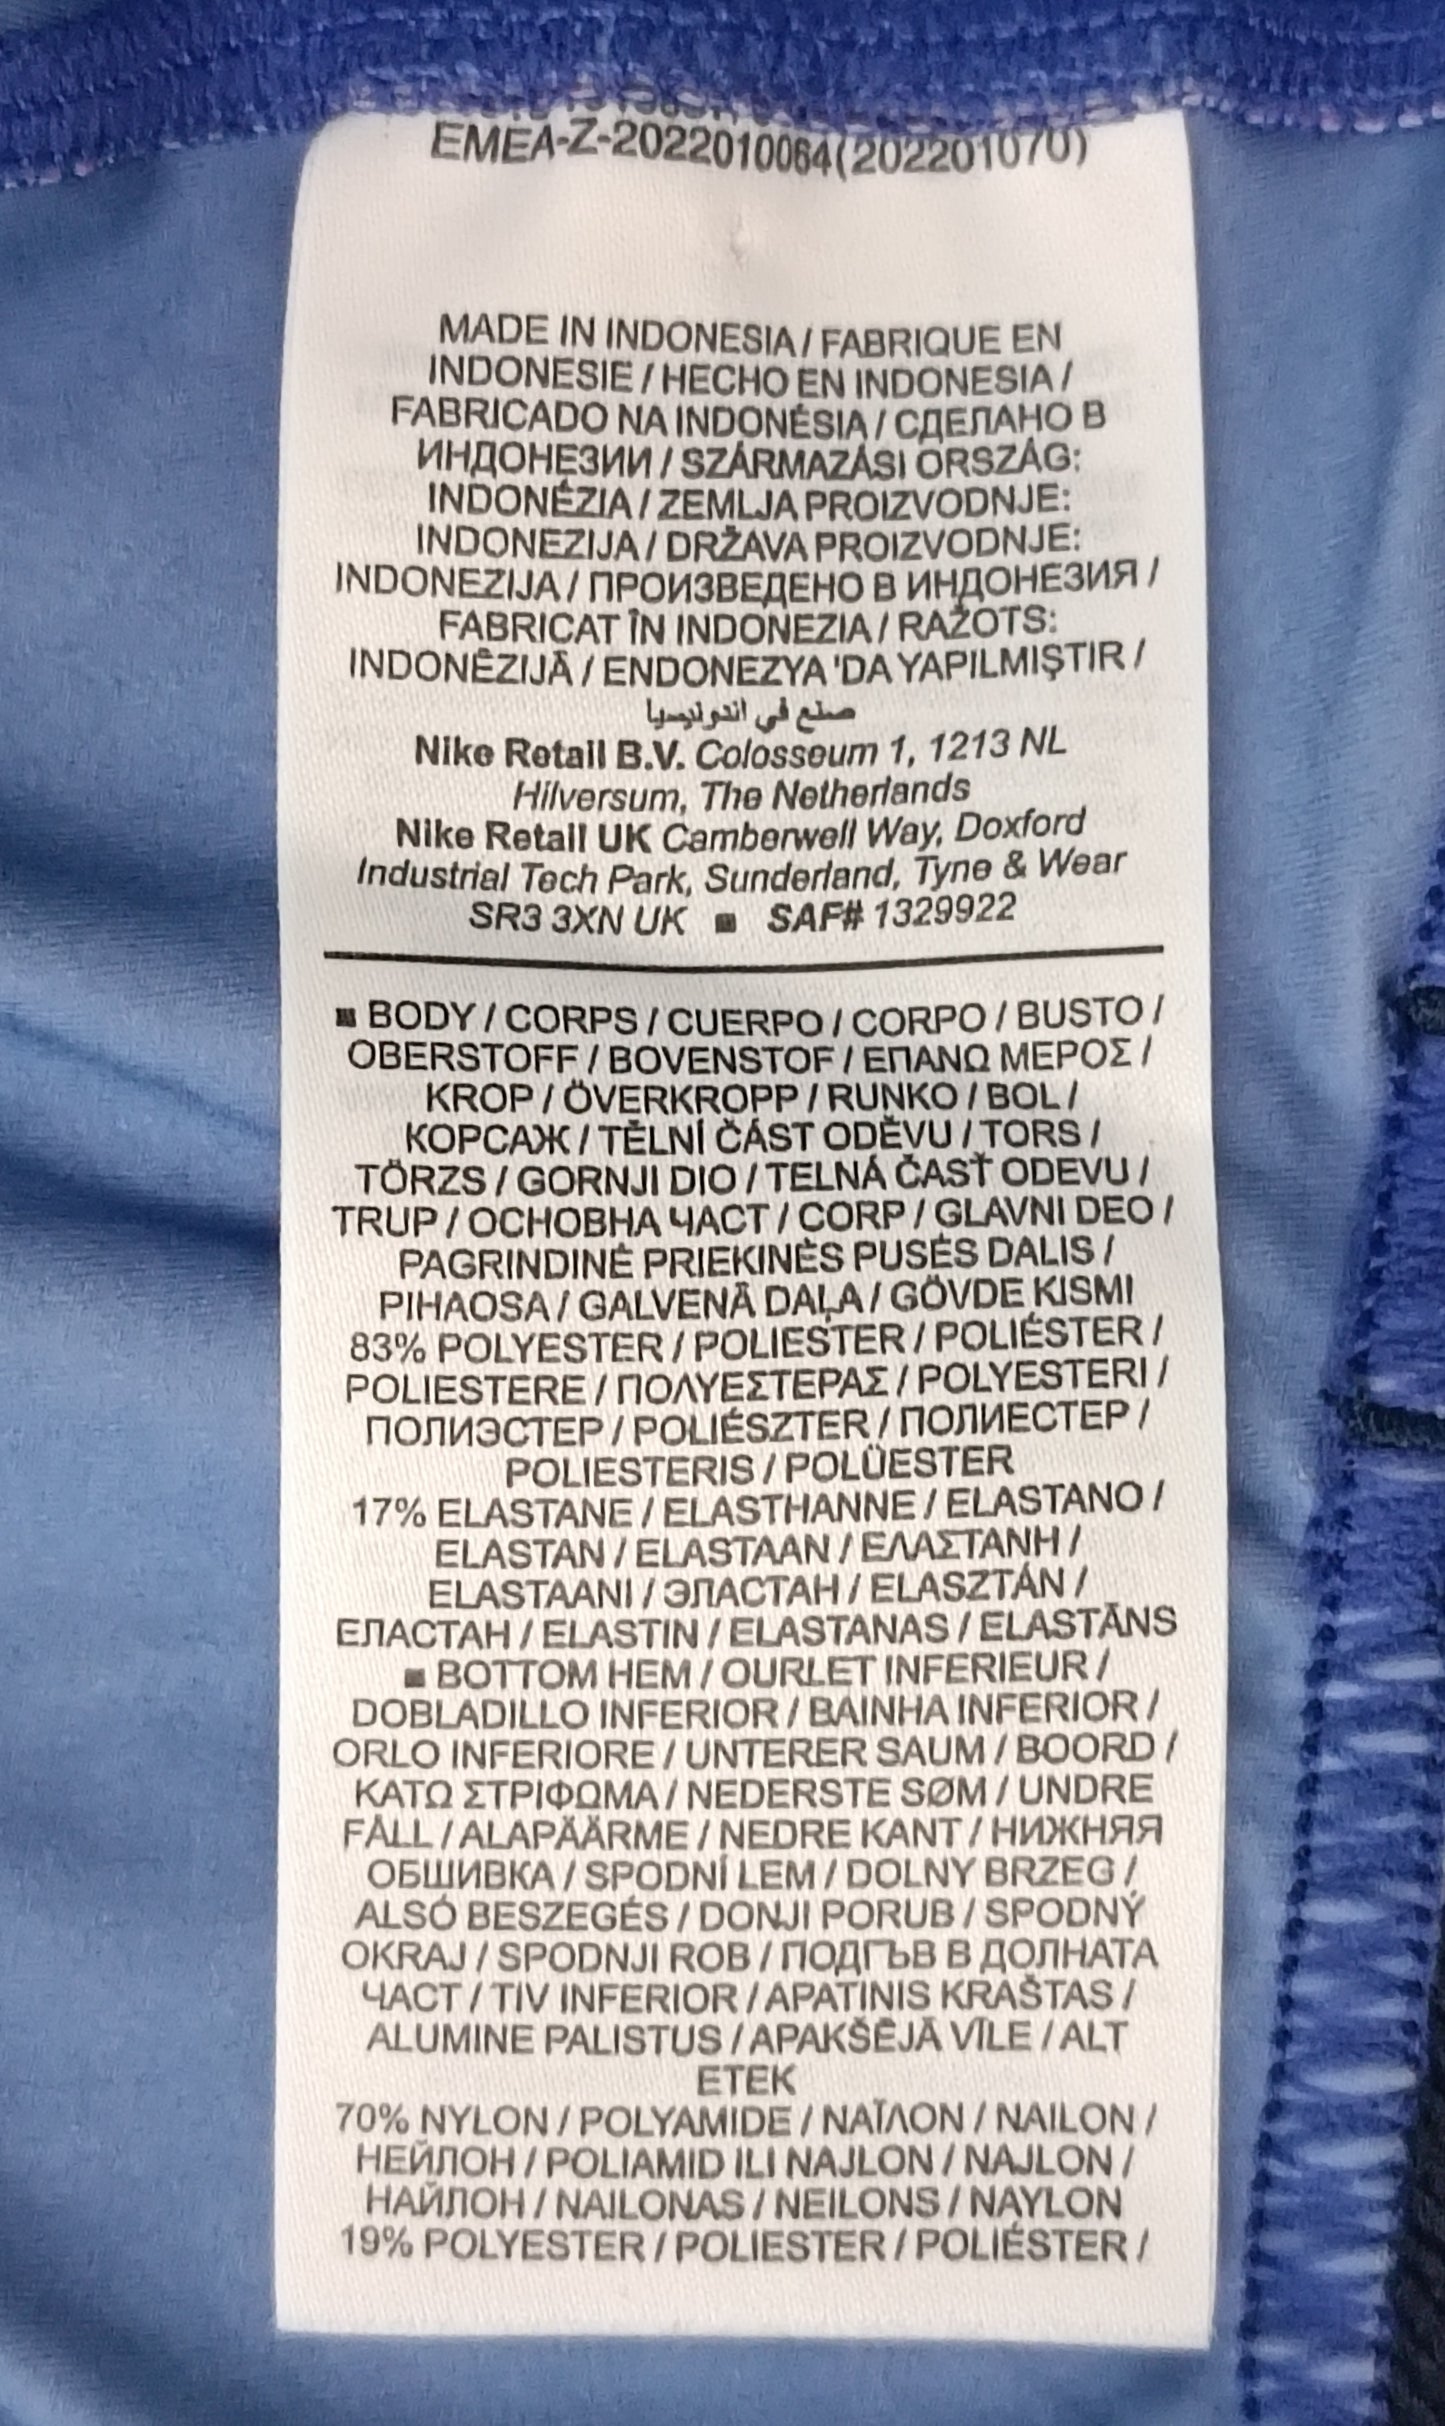 EMEA-Z-2022010064(202201070)
MADE IN INDONESIA / FABRIQUE EN
INDONESIE / HECHO EN INDONESIA /
FABRICADO NA INDONÉSIA / СДЕЛАНО В
ИНДОНЕЗИИ / SZÁRMAZÁSI ORSZÁG:
INDONÉZIA / ZEMLJA PROIZVODNJE:
INDONEZIJA / DRŽAVA PROIZVODNJE:
INDONEZIJA / ПРОИЗВЕДЕНО В ИНДОНЕЗИЯ /
FABRICAT ÎN INDONEZIA / RAŽOTS:
INDONĒZIJĀ / ENDONEZYA 'DA YAPILMIŞTIR /
صنع في اندونيسيا
Nike Retail B.V. Colosseum 1, 1213 NL
Hilversum, The Netherlands
Nike Retail UK Camberwell Way, Doxford
Industrial Tech Park, Sunderland, Tyne & Wear
SR3 3XN UK ■ SAF# 1329922
■ BODY / CORPS / CUERPO / CORPO / BUSTO /
OBERSTOFF / BOVENSTOF / ΕΠΑΝΩ ΜΕΡΟΣ /
KROP / ÖVERKROPP / RUNKO / BOL /
КОРСАЖ / TĚLNÍ ČÁST ODĚVU / TORS /
TÖRZS / GORNJI DIO / TELNÁ ČASŤ ODEVU /
TRUP / ОСНОВНА ЧАСТ / CORP / GLAVNI DEO /
PAGRINDINĖ PRIEKINĖS PUSĖS DALIS /
PIHAOSA / GALVENĀ DAĻA / GÖVDE KISMI
83% POLYESTER / POLIESTER / POLIÉSTER /
POLIESTERE / ΠΟΛΥΕΣΤΕΡΑΣ / POLYESTERI /
ПОЛИЭСТЕР / POLIÉSZTER / ПОЛИЕСТЕР /
POLIESTERIS / POLÜESTER
17% ELASTANE / ELASTHANNE / ELASTANO /
ELASTAN / ELASTAAN / ΕΛΑΣΤΑΝΗ /
ELASTAANI / ЭЛАСТАН / ELASZTÁN /
ЕЛАСТАН / ELASTIN / ELASTANAS / ELASTĀNS
■ BOTTOM HEM / OURLET INFERIEUR /
DOBLADILLO INFERIOR / BAINHA INFERIOR /
ORLO INFERIORE / UNTERER SAUM / BOORD /
ΚΑΤΩ ΣΤΡΙΦΩΜΑ / NEDERSTE SØM / UNDRE
FÅLL / ALAPÄÄRME / NEDRE KANT / НИЖНЯЯ
ОБШИВКА / SPODNÍ LEM / DOLNY BRZEG /
ALSÓ BESZEGÉS / DONJI PORUB / SPODNÝ
OKRAJ / SPODNJI ROB / ПОДГЪВ В ДОЛНАТА
ЧАСТ / TIV INFERIOR / APATINIS KRAŠTAS /
ALUMINE PALISTUS / APAKŠĒJĀ VĪLE / ALT
ETEK
70% NYLON / POLYAMIDE / ΝΑΪΛΟΝ / NAILON /
НЕЙЛОН / POLIAMID ILI NAJLON / NAJLON /
НАЙЛОН / NAILONAS / NEILONS / NAYLON
19% POLYESTER / POLIESTER / POLIÉSTER /